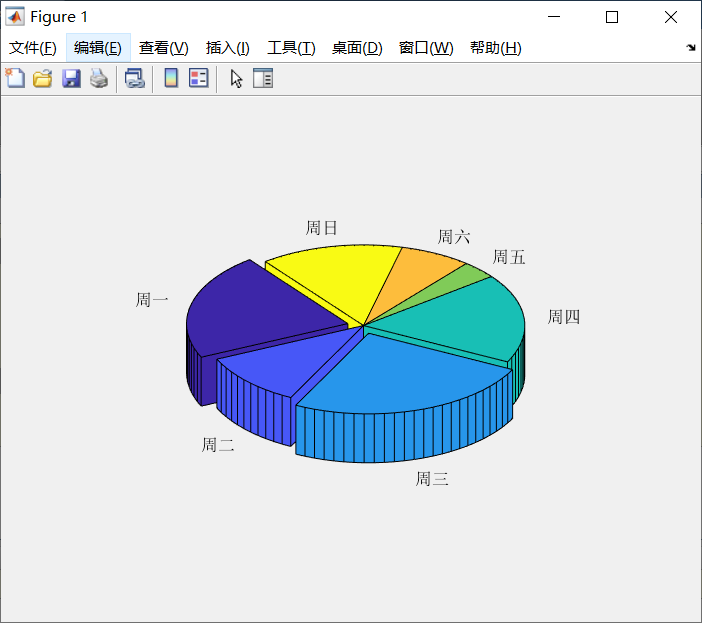 Figure 1
文件(F) 编辑(E) 查看(V) 插入(I) 工具(T) 桌面(D) 窗口(W) 帮助(H)
周日
周六
周五
周一
周四
周二
周三